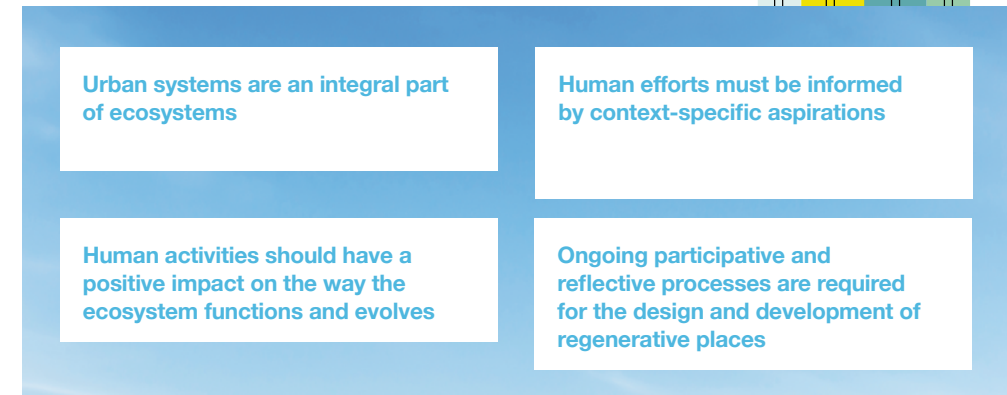 Urban systems are an integral part
of ecosystems
Human efforts must be informed
by context-specific aspirations
Human activities should have a
positive impact on the way the
ecosystem functions and evolves
Ongoing participative and
reflective processes are required
for the design and development of
regenerative places